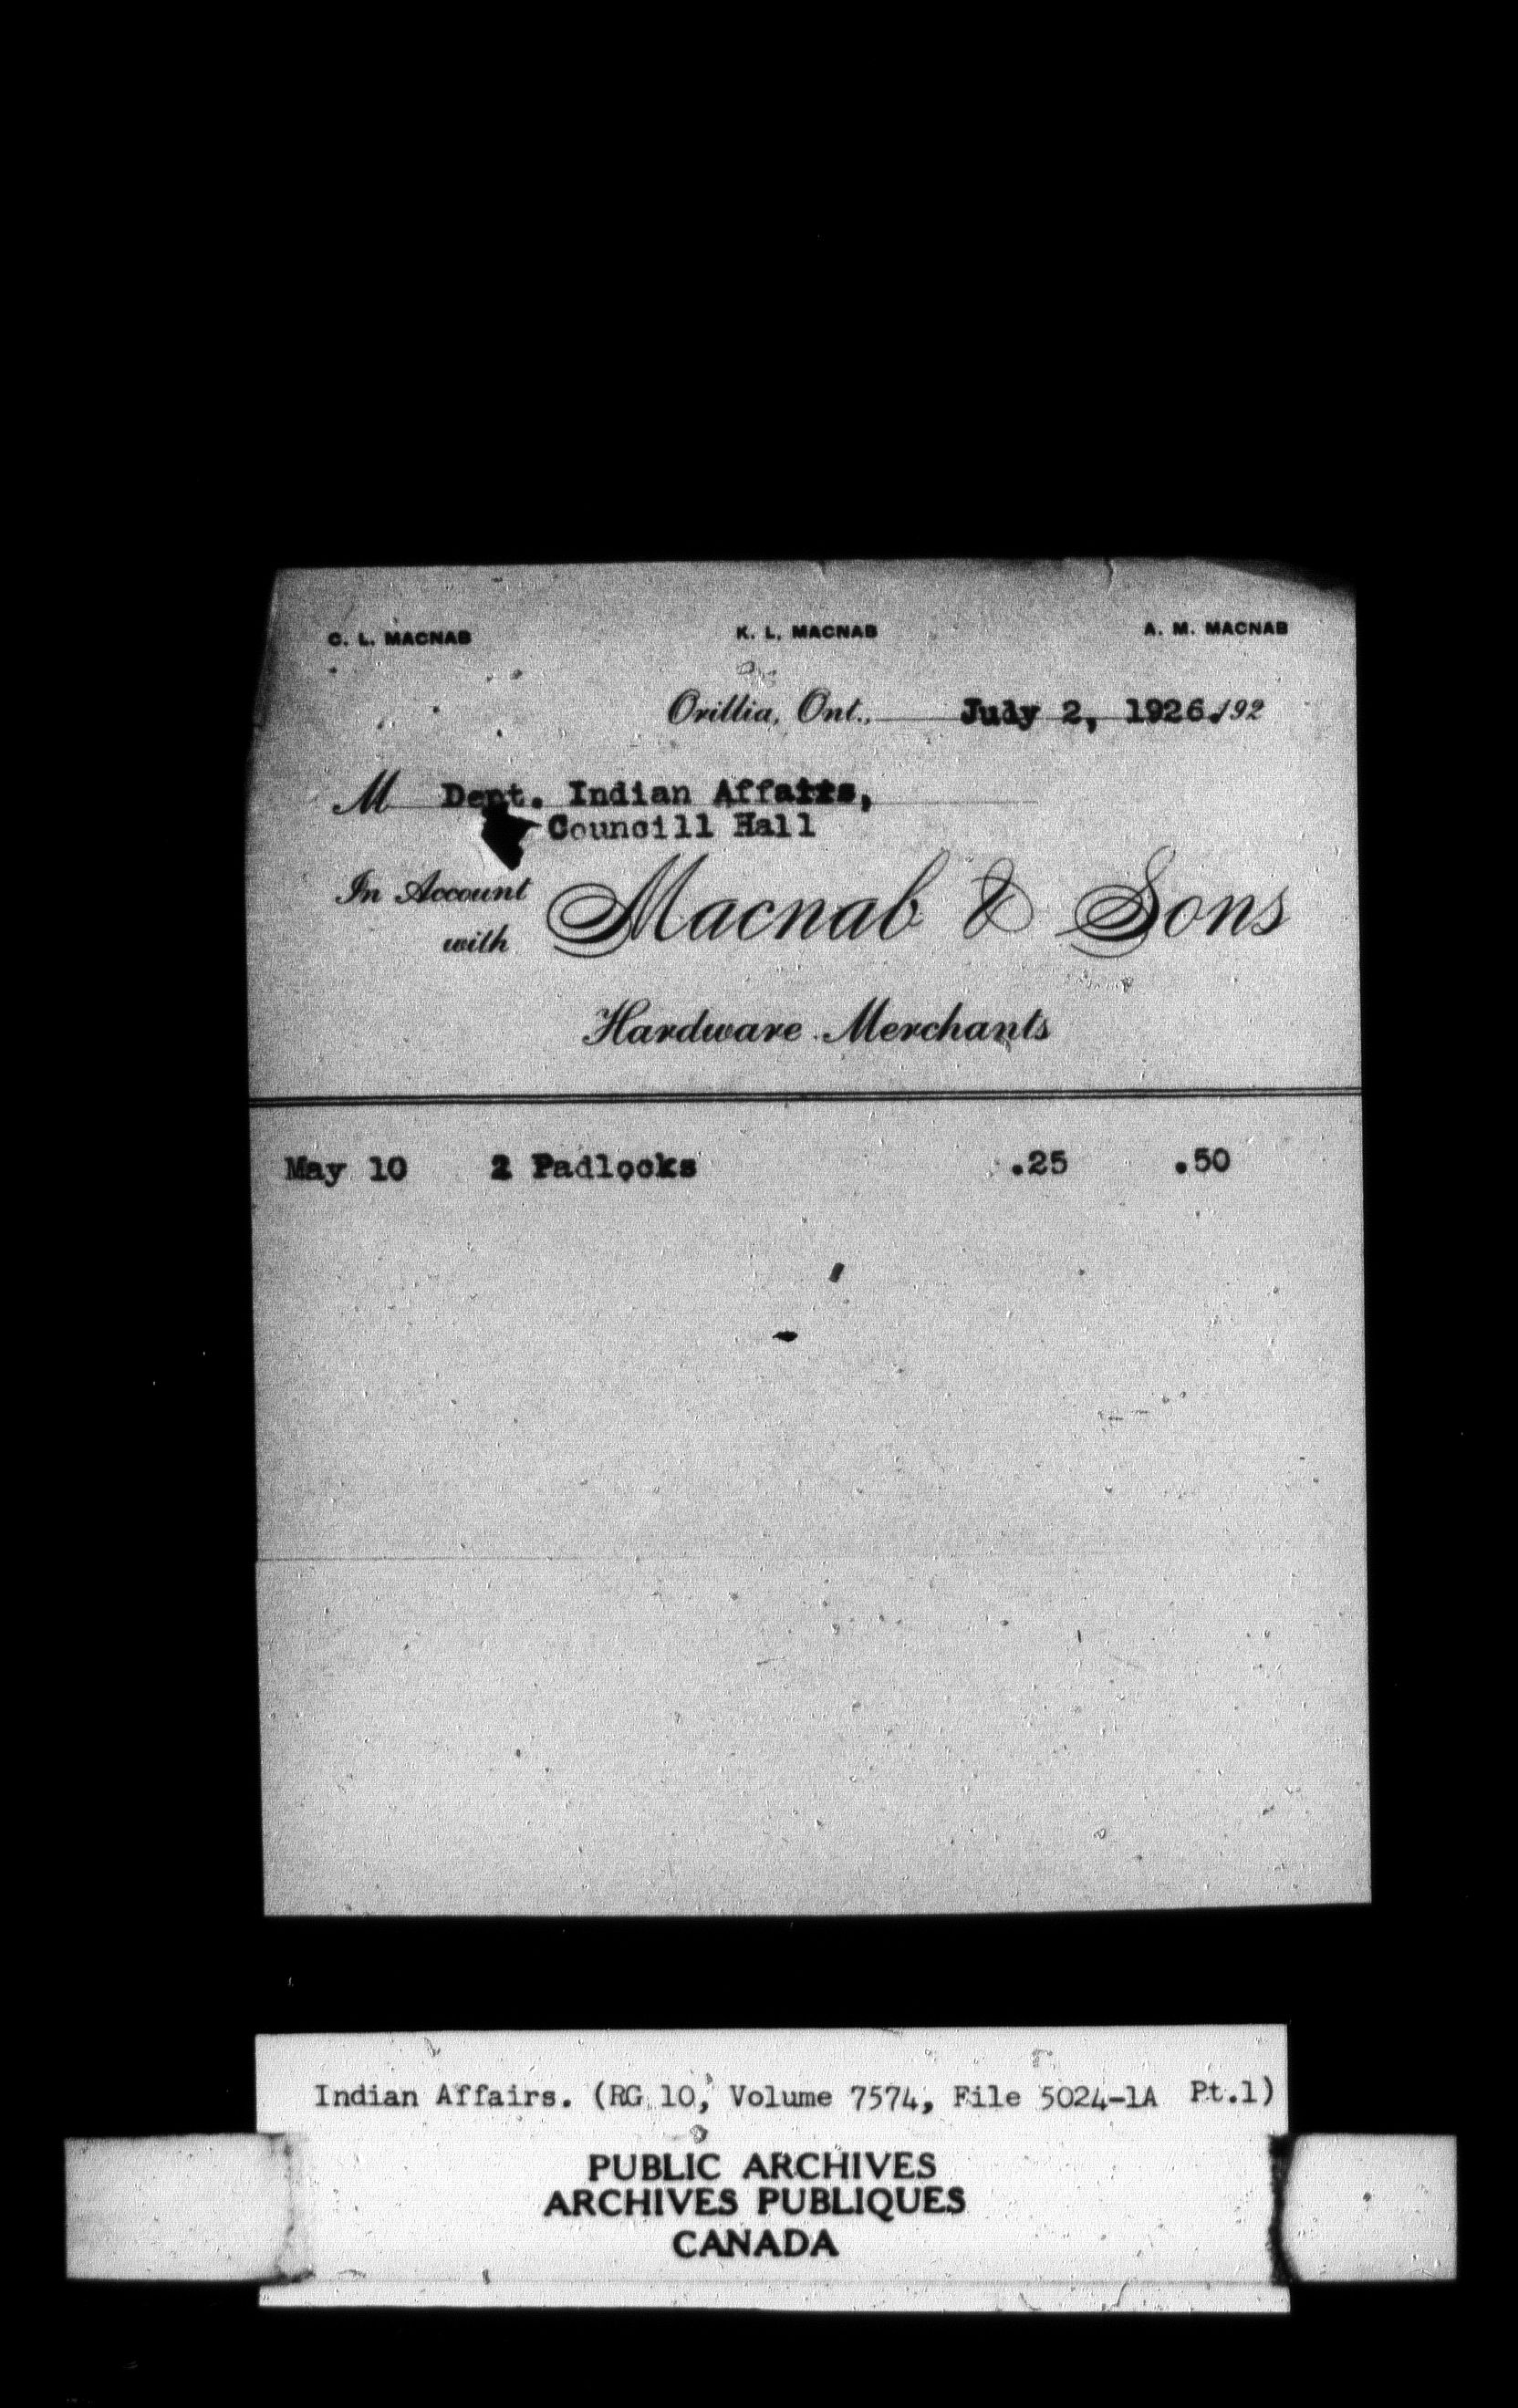 C. L. MACNAB K. L. MACNAB A. M. MACNAB
Orillia, Ont., July 2, 1926. 192
M Dept. Indian Affairs,
Councill Hall
In Account
with Macnab & Sons
Hardware Merchants
May 10 2 Padlocks .25 .50
Indian Affairs. (RG 10, Volume 7574, File 5024-1A Pt.1)
PUBLIC ARCHIVES
ARCHIVES PUBLIQUES
CANADA